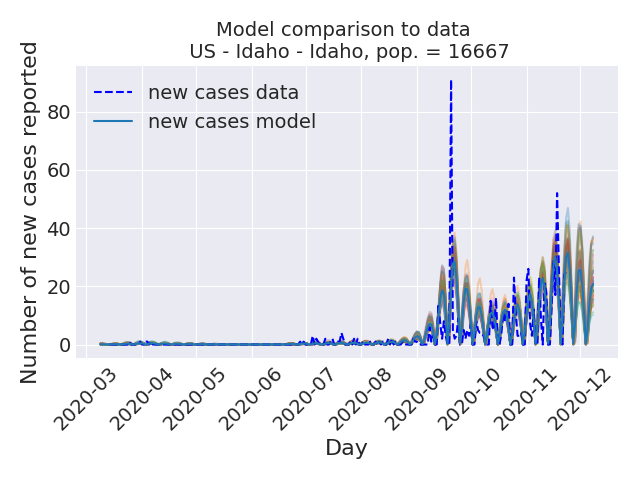 Model comparison to data
US - Idaho - Idaho, pop. = 16667
Number of new cases reported
new cases data
new cases model
80
60
40
20
0
2020-03
2020-04
2020-05
2020-06
2020-07
2020-08
2020-09
2020-10
2020-11
2020-12
Day